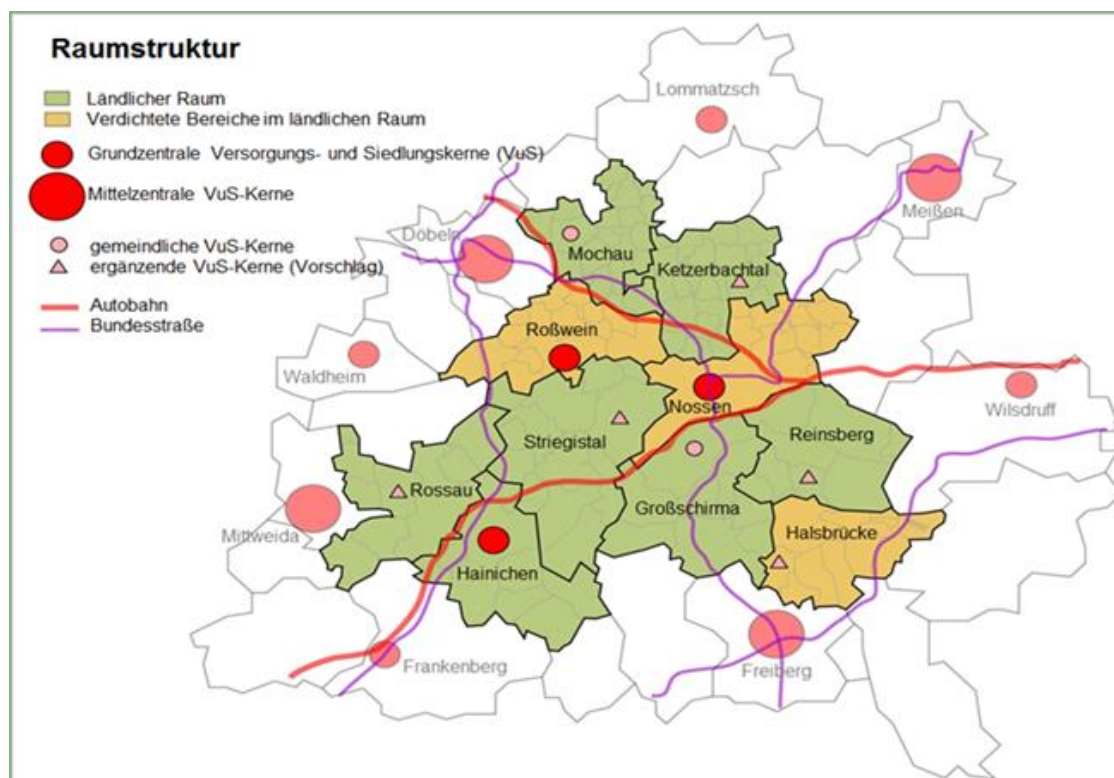 Raumstruktur
Ländlicher Raum
Verdichtete Bereiche im ländlichen Raum
Grundzentrale Versorgungs- und Siedlungskerne (VuS)
Mittelzentrale VuS-Kerne
gemeindliche VuS-Kerne
ergänzende VuS-Kerne (Vorschlag)
Autobahn
Bundesstraße
Lommatzsch
Meißen
Döbeln
Mochau
Ketzerbachtal
Roßwein
Waldheim
Nossen
Wilsdruff
Striegistal
Reinsberg
Rossau
Großschirma
Halsbrücke
Mittweida
Hainichen
Frankenberg
Freiberg